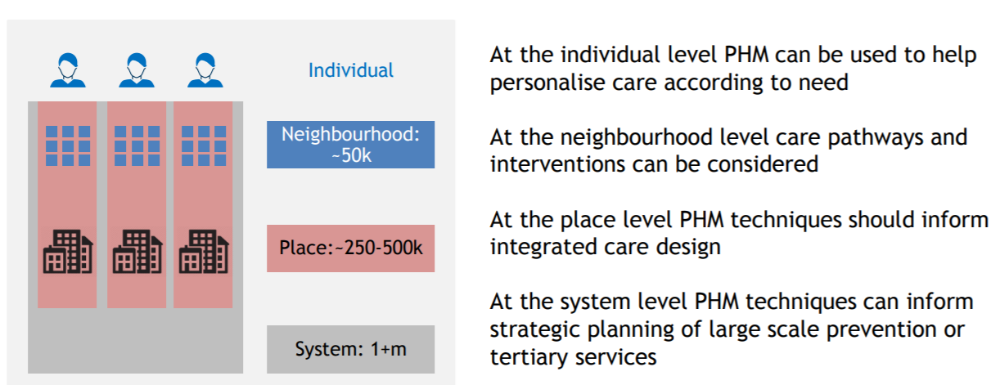 Individual
Neighbourhood:
~50k
Place:~250-500k
System: 1+m
At the individual level PHM can be used to help
personalise care according to need
At the neighbourhood level care pathways and
interventions can be considered
At the place level PHM techniques should inform
integrated care design
At the system level PHM techniques can inform
strategic planning of large scale prevention or
tertiary services